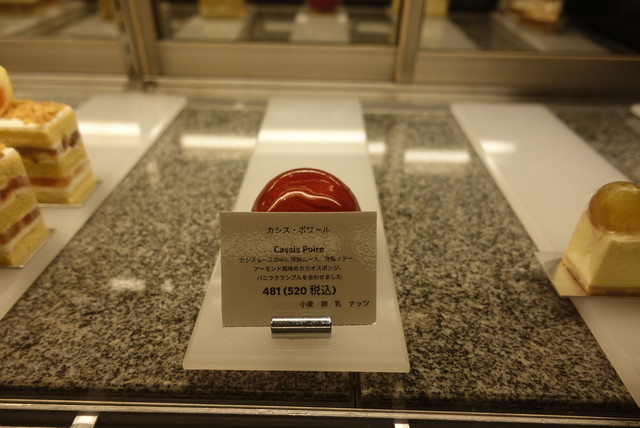 カシス・ポワール
Cassis Poire
カシスムースの中に洋梨ムース、洋梨ソテー、
アーモンド風味のカカオスポンジ、
バニラクランブルを合わせました
481 (520 税込)
小麦 卵 乳 ナッツ